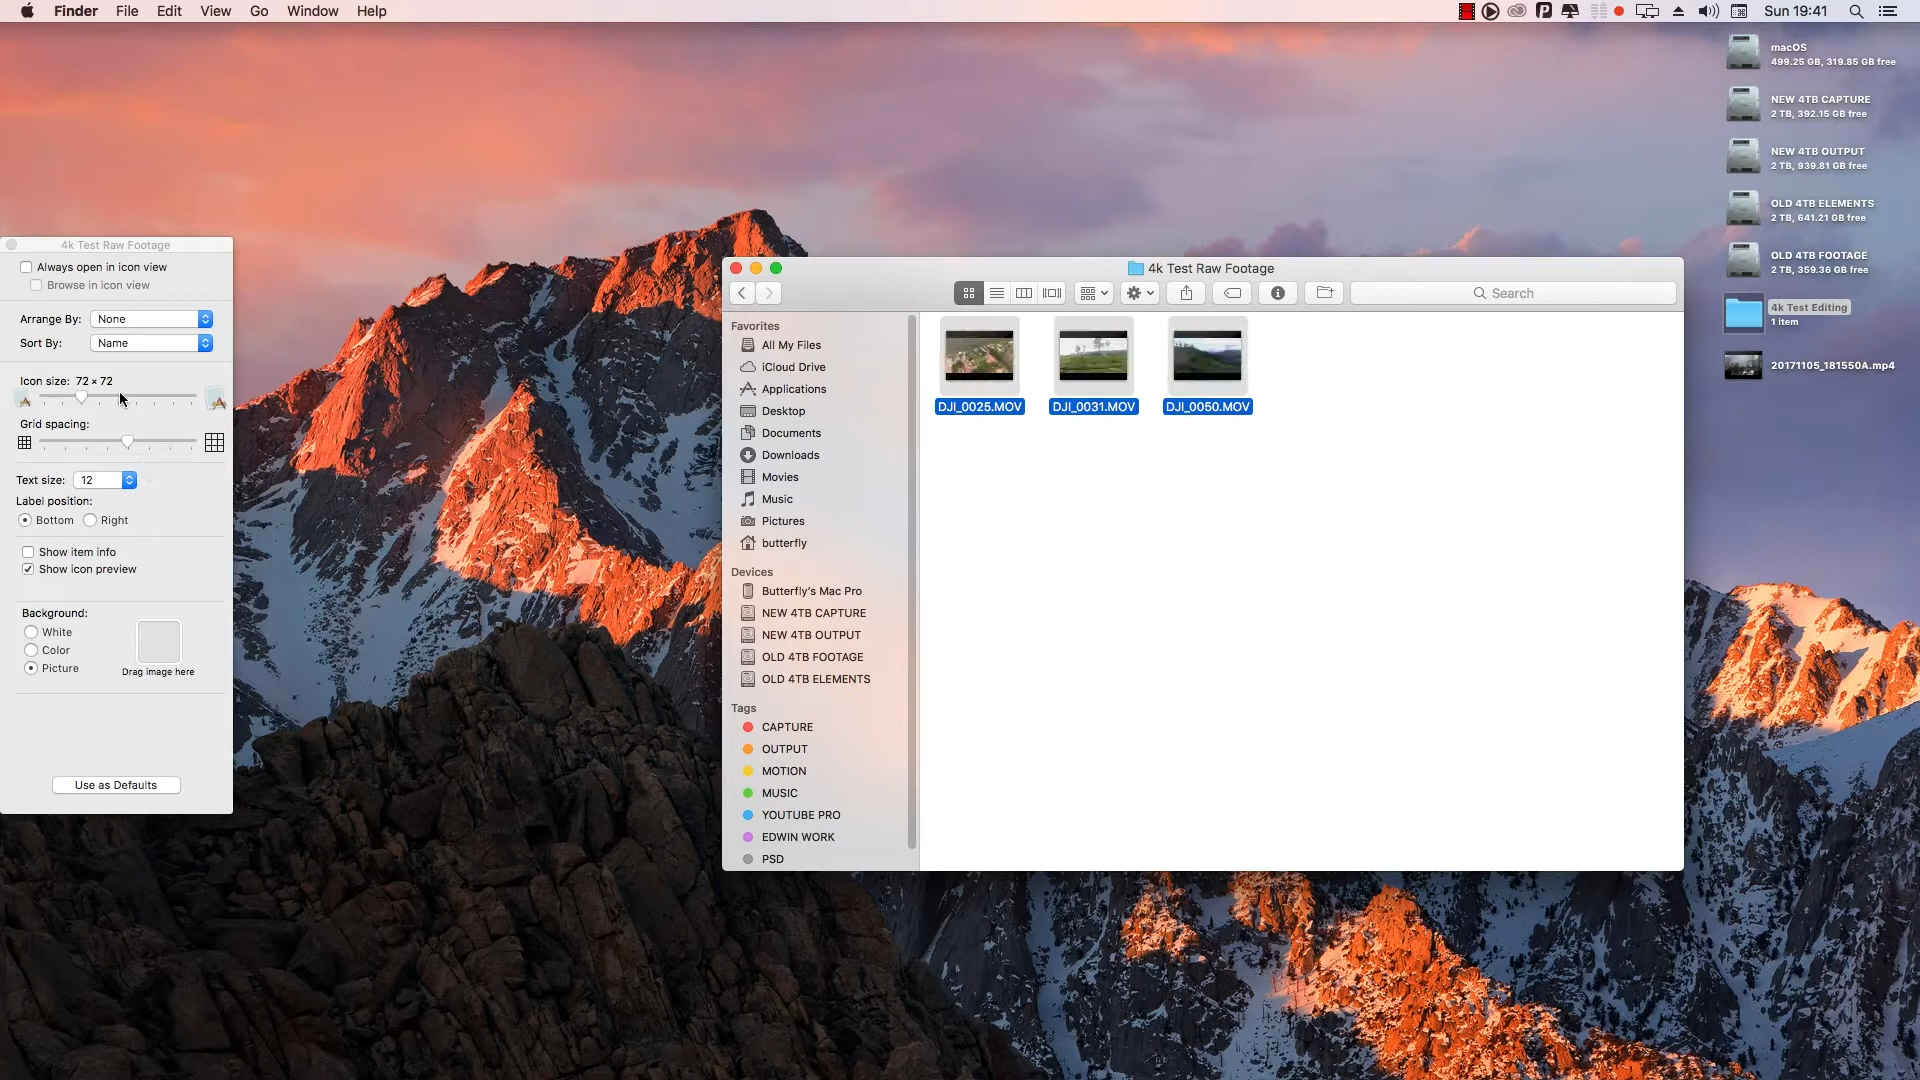 Finder File Edit View Go Window Help
Sun 19:41
macOS
499.25 GB, 319.85 GB free
NEW 4TB CAPTURE
2 TB, 392.15 GB free
NEW 4TB OUTPUT
2 TB, 939.81 GB free
OLD 4TB ELEMENTS
2 TB, 641.21 GB free
OLD 4TB FOOTAGE
2 TB, 359.36 GB free
4k Test Editing
1 item
20171105_181550A.mp4
4k Test Raw Footage
Always open in icon view
Browse in icon view
Arrange By: None
Sort By: Name
Icon size: 72 × 72
Grid spacing:
Text size: 12
Label position:
Bottom Right
Show item info
Show icon preview
Background:
White
Color
Picture
Drag image here
Use as Defaults
4k Test Raw Footage
Search
Favorites
All My Files
iCloud Drive
Applications
Desktop
Documents
Downloads
Movies
Music
Pictures
butterfly
Devices
Butterfly's Mac Pro
NEW 4TB CAPTURE
NEW 4TB OUTPUT
OLD 4TB FOOTAGE
OLD 4TB ELEMENTS
Tags
CAPTURE
OUTPUT
MOTION
MUSIC
YOUTUBE PRO
EDWIN WORK
PSD
DJI_0025.MOV DJI_0031.MOV DJI_0050.MOV